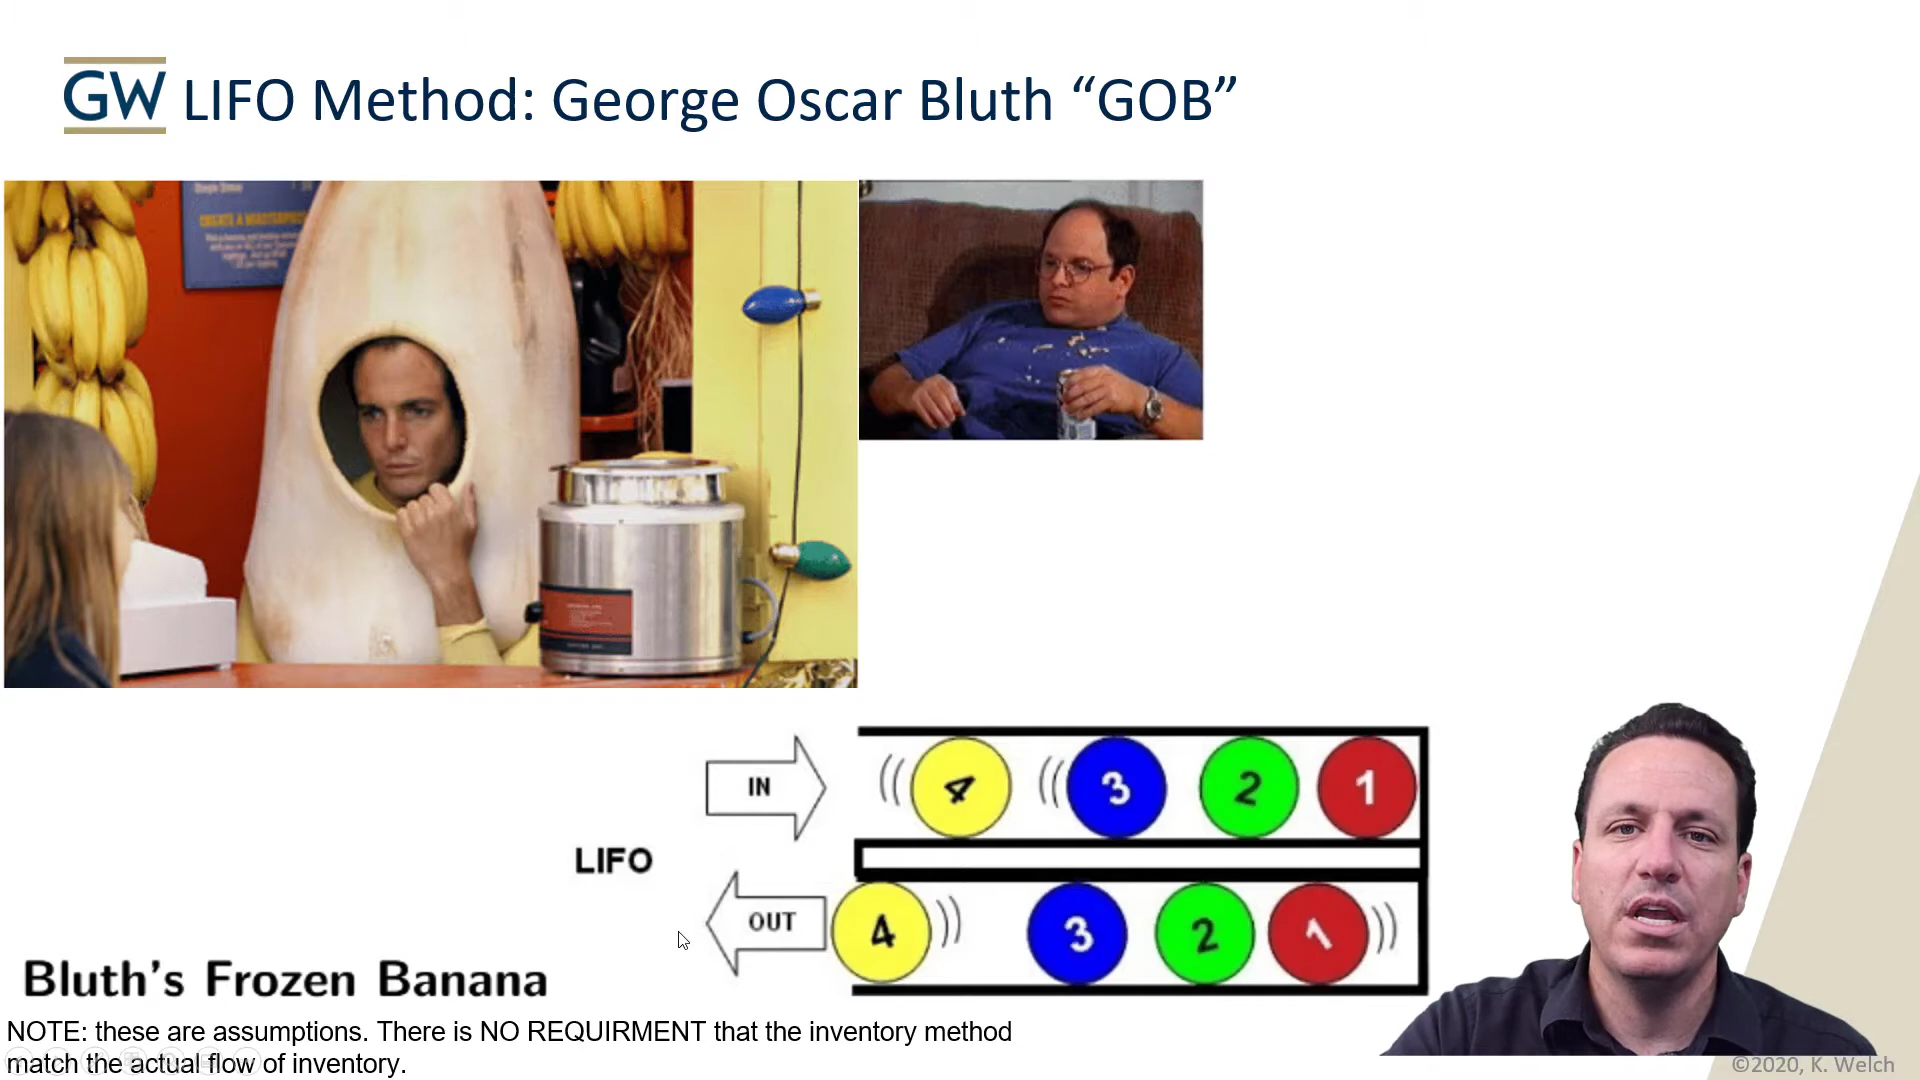 GW LIFO Method: George Oscar Bluth “GOB”
IN
4 3 2 1
LIFO
OUT
4 3 2 1
Bluth’s Frozen Banana
NOTE: these are assumptions. There is NO REQUIRMENT that the inventory method
match the actual flow of inventory.
©2020, K. Welch